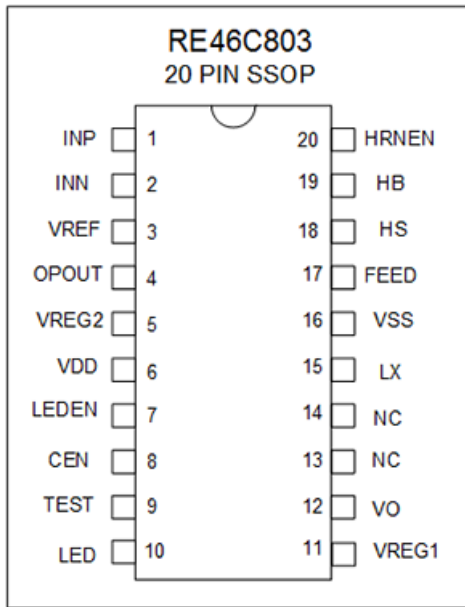 RE46C803
20 PIN SSOP
INP 1 20 HRNEN
INN 2 19 HB
VREF 3 18 HS
OPOUT 4 17 FEED
VREG2 5 16 VSS
VDD 6 15 LX
LEDEN 7 14 NC
CEN 8 13 NC
TEST 9 12 VO
LED 10 11 VREG1